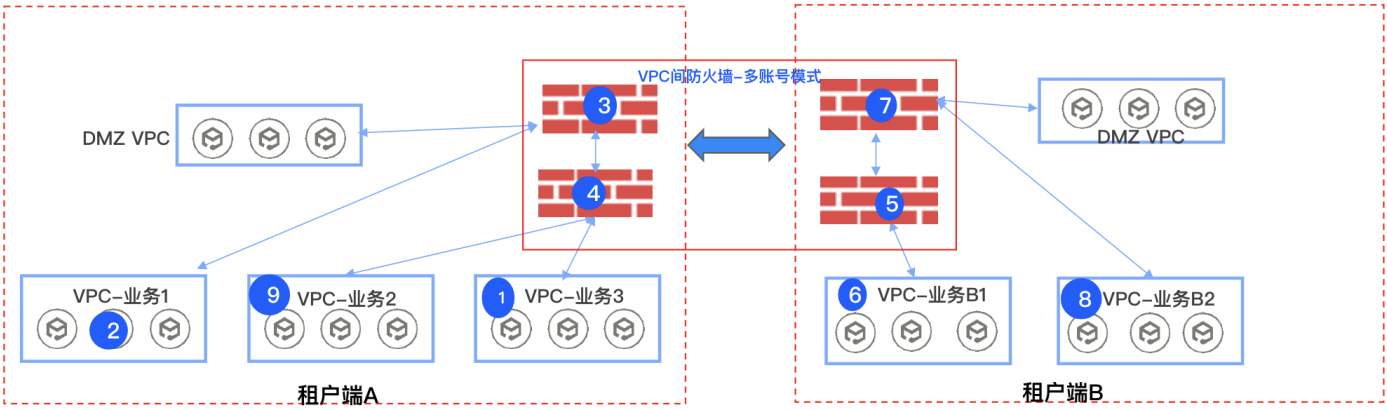 VPC间防火墙-多账号模式
3
7
DMZ VPC
DMZ VPC
4
5
VPC-业务1
9
VPC-业务2
1
VPC-业务3
6
VPC-业务B1
8
VPC-业务B2
2
租户端A
租户端B